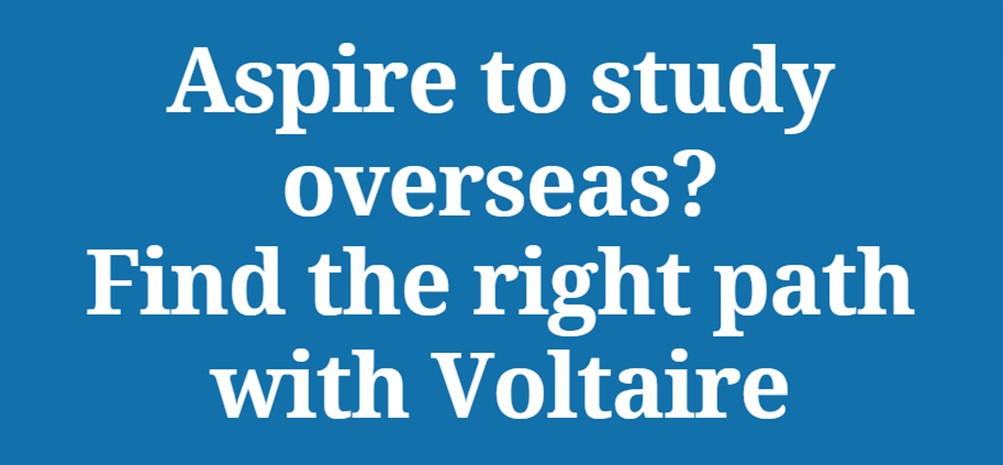 Aspire to study
overseas?
Find the right path
with Voltaire